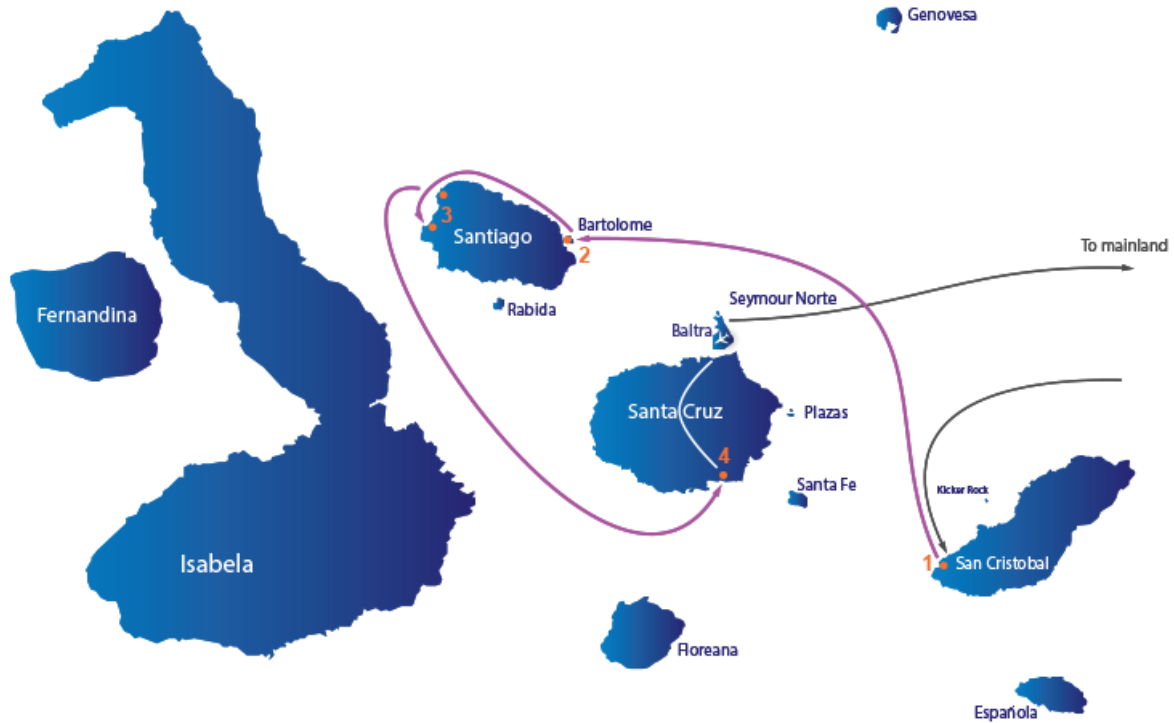 Genovesa
3
Santiago
Bartolome
2
To mainland
Rabida
Seymour Norte
Fernandina
Baltra
Santa Cruz
Plazas
4
Santa Fe
Kicker Rock
Isabela
1
San Cristobal
Floreana
Española